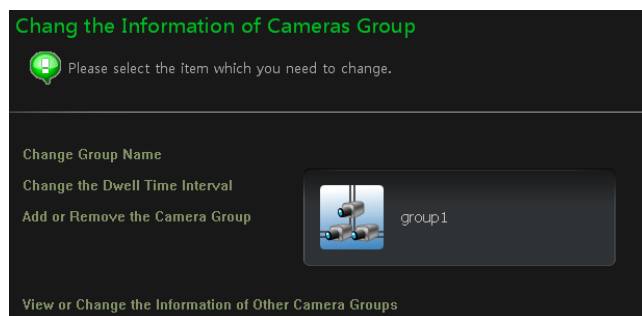 Chang the Information of Cameras Group
Please select the item which you need to change.
Change Group Name
Change the Dwell Time Interval
Add or Remove the Camera Group
group1
View or Change the Information of Other Camera Groups